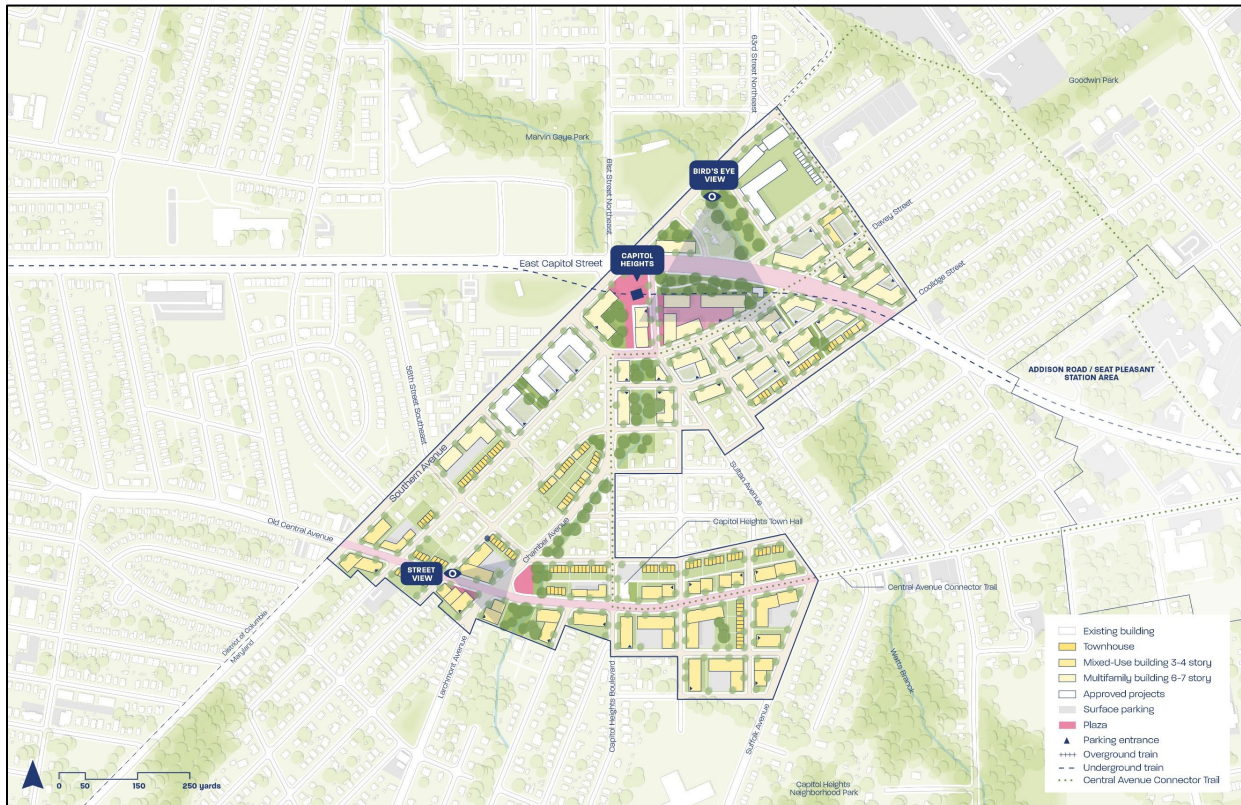 63rd Street Northeast
Goodwin Park
Marvin Gaye Park
61st Street Northeast
BIRD'S EYE
VIEW
Davey Street
CAPITOL
HEIGHTS
East Capitol Street
Coolidge Street
58th Street Southeast
ADDISON ROAD / SEAT PLEASANT
STATION AREA
Southern Avenue
Sultan Avenue
Old Central Avenue
Chamber Avenue
Capitol Heights Town Hall
STREET
VIEW
Central Avenue Connector Trail
District of Columbia
Maryland
Larchmont Avenue
Capitol Heights Boulevard
Suffolk Avenue
Watts Branch
Capitol Heights
Neighborhood Park
Existing building
Townhouse
Mixed-Use building 3-4 story
Multifamily building 6-7 story
Approved projects
Surface parking
Plaza
Parking entrance
Overground train
Underground train
Central Avenue Connector Trail
0 50 150 250 yards